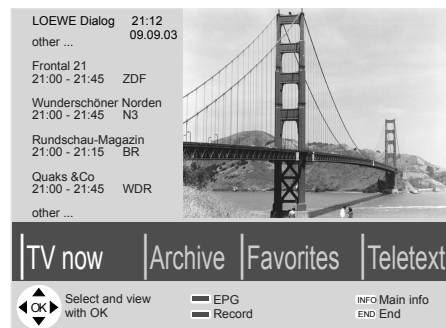 LOEWE Dialog 21:12
other ... 09.09.03
Frontal 21
21:00 - 21:45 ZDF
Wunderschöner Norden
21:00 - 21:45 N3
Rundschau-Magazin
21:00 - 21:15 BR
Quaks &Co
21:00 - 21:45 WDR
other ...
TV now Archive Favorites Teletext
OK Select and view with OK
EPG
Record
INFO Main info
END End